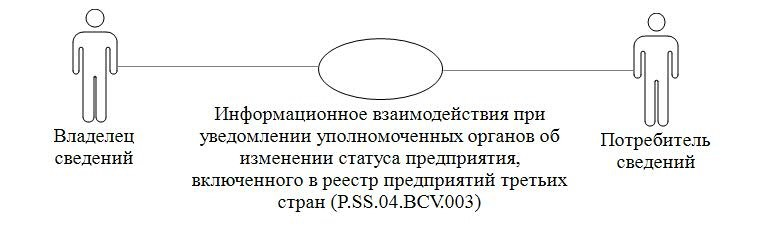 Информационное взаимодействия при
уведомлении уполномоченных органов об
изменении статуса предприятия,
включенного в реестр предприятий третьих
стран (P.SS.04.BCV.003)
Владелец
сведений
Потребитель
сведений